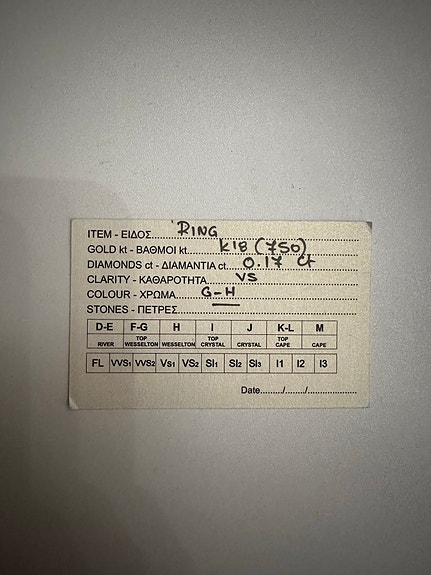 ITEM - ΕΙΔΟΣ RING
GOLD kt - ΒΑΘΜΟΙ kt K18 (750)
DIAMONDS ct - ΔΙΑΜΑΝΤΙΑ ct 0.17 ct
CLARITY - ΚΑΘΑΡΟΤΗΤΑ VS
COLOUR - ΧΡΩΜΑ G-H
STONES - ΠΕΤΡΕΣ
D-E F-G H I J K-L M
RIVER TOP WESSELTON WESSELTON TOP CRYSTAL CRYSTAL TOP CAPE CAPE
FL VVS1 VVS2 VS1 VS2 SI1 SI2 SI3 I1 I2 I3
Date........./........./...................